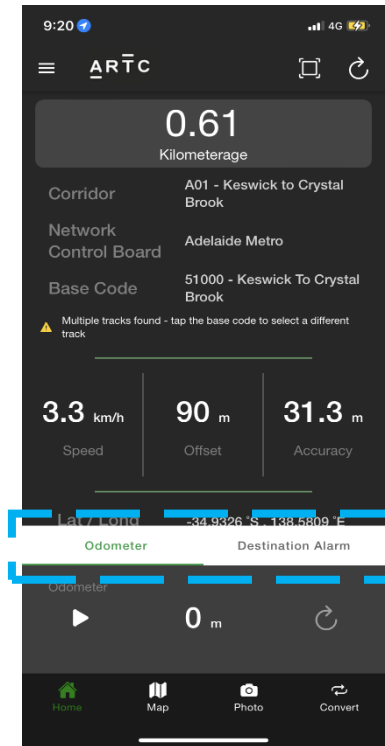 9:20 4G
ARTC
0.61
Kilometerage
Corridor A01 - Keswick to Crystal
Brook
Network
Control Board Adelaide Metro
Base Code 51000 - Keswick To Crystal
Brook
Multiple tracks found - tap the base code to select a different
track
3.3 km/h 90 m 31.3 m
Speed Offset Accuracy
Lat / Long -34.9326 °S , 138.5809 °E
Odometer Destination Alarm
Odometer
0 m
Home Map Photo Convert